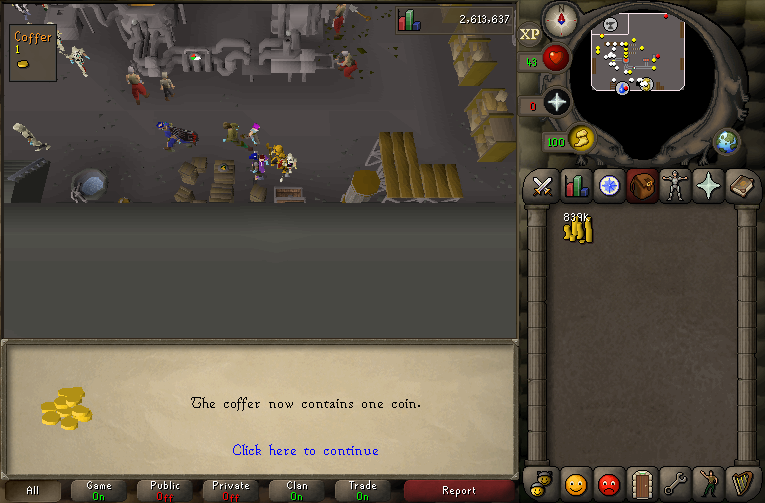 Coffer
1
2,613,637
XP
43
0
100
839K
The coffer now contains one coin.
Click here to continue
All
Game
On
Public
Off
Private
Off
Clan
On
Trade
On
Report